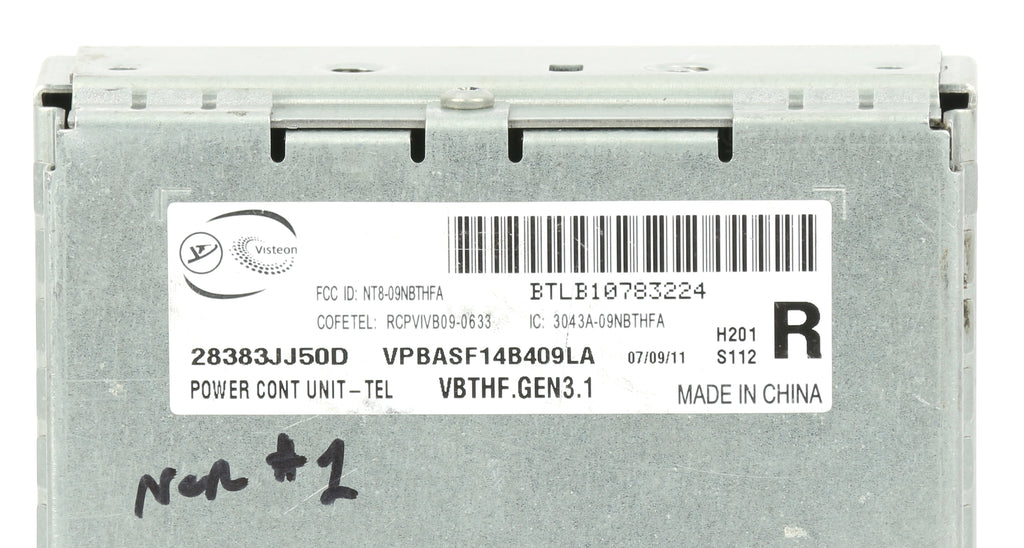 Visteon
FCC ID: NT8-09NBTHFA
BTLB10783224
COFETEL: RCPVIVB09-0633 IC: 3043A-09NBTHFA
H201
R
28383JJ50D VPBASF14B409LA 07/09/11 S112
POWER CONT UNIT–TEL VBTHF.GEN3.1 MADE IN CHINA
#1